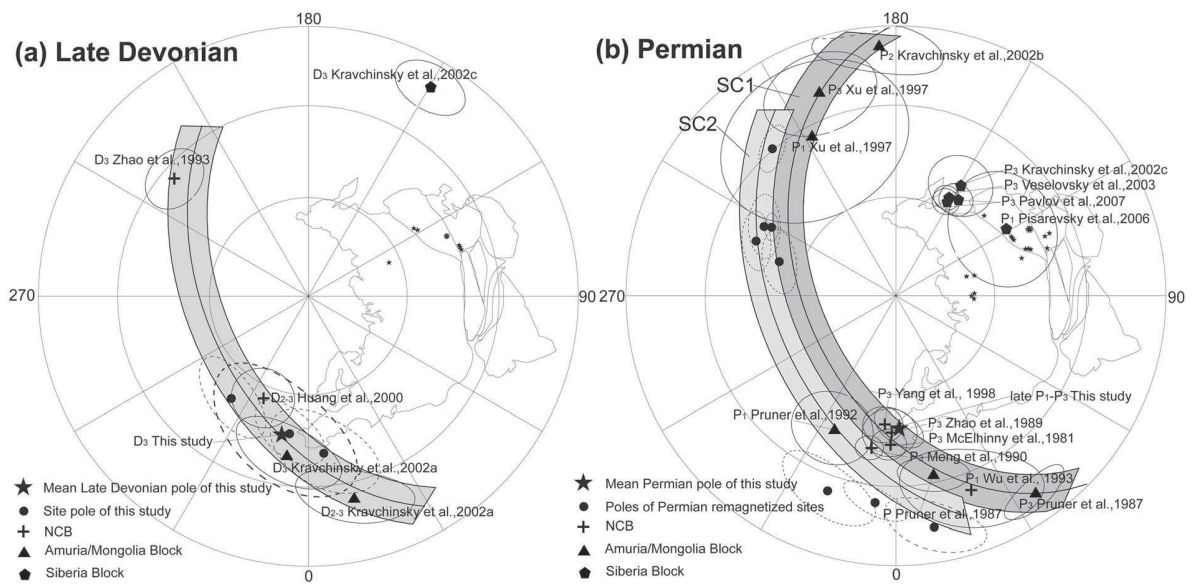 (a) Late Devonian
180
D3 Kravchinsky et al.,2002c
D3 Zhao et al.,1993
270
90
D2-3 Huang et al.,2000
D3 This study
D3 Kravchinsky et al.,2002a
D2-3 Kravchinsky et al.,2002a
Mean Late Devonian pole of this study
Site pole of this study
NCB
Amuria/Mongolia Block
Siberia Block
0
(b) Permian
180
P2 Kravchinsky et al.,2002b
SC1
P3 Xu et al.,1997
SC2
P1 Xu et al.,1997
P3 Kravchinsky et al.,2002c
P3 Veselovsky et al.,2003
P3 Pavlov et al.,2007
P1 Pisarevsky et al.,2006
270
90
P3 Yang et al., 1998
late P1-P3 This study
P1 Pruner et al.,1992
P3 Zhao et al.,1989
P3 McElhinny et al.,1981
P3 Meng et al.,1990
P1 Wu et al.,1993
P3 Pruner et al.,1987
P Pruner et al.,1987
Mean Permian pole of this study
Poles of Permian remagnetized sites
NCB
Amuria/Mongolia Block
Siberia Block
0